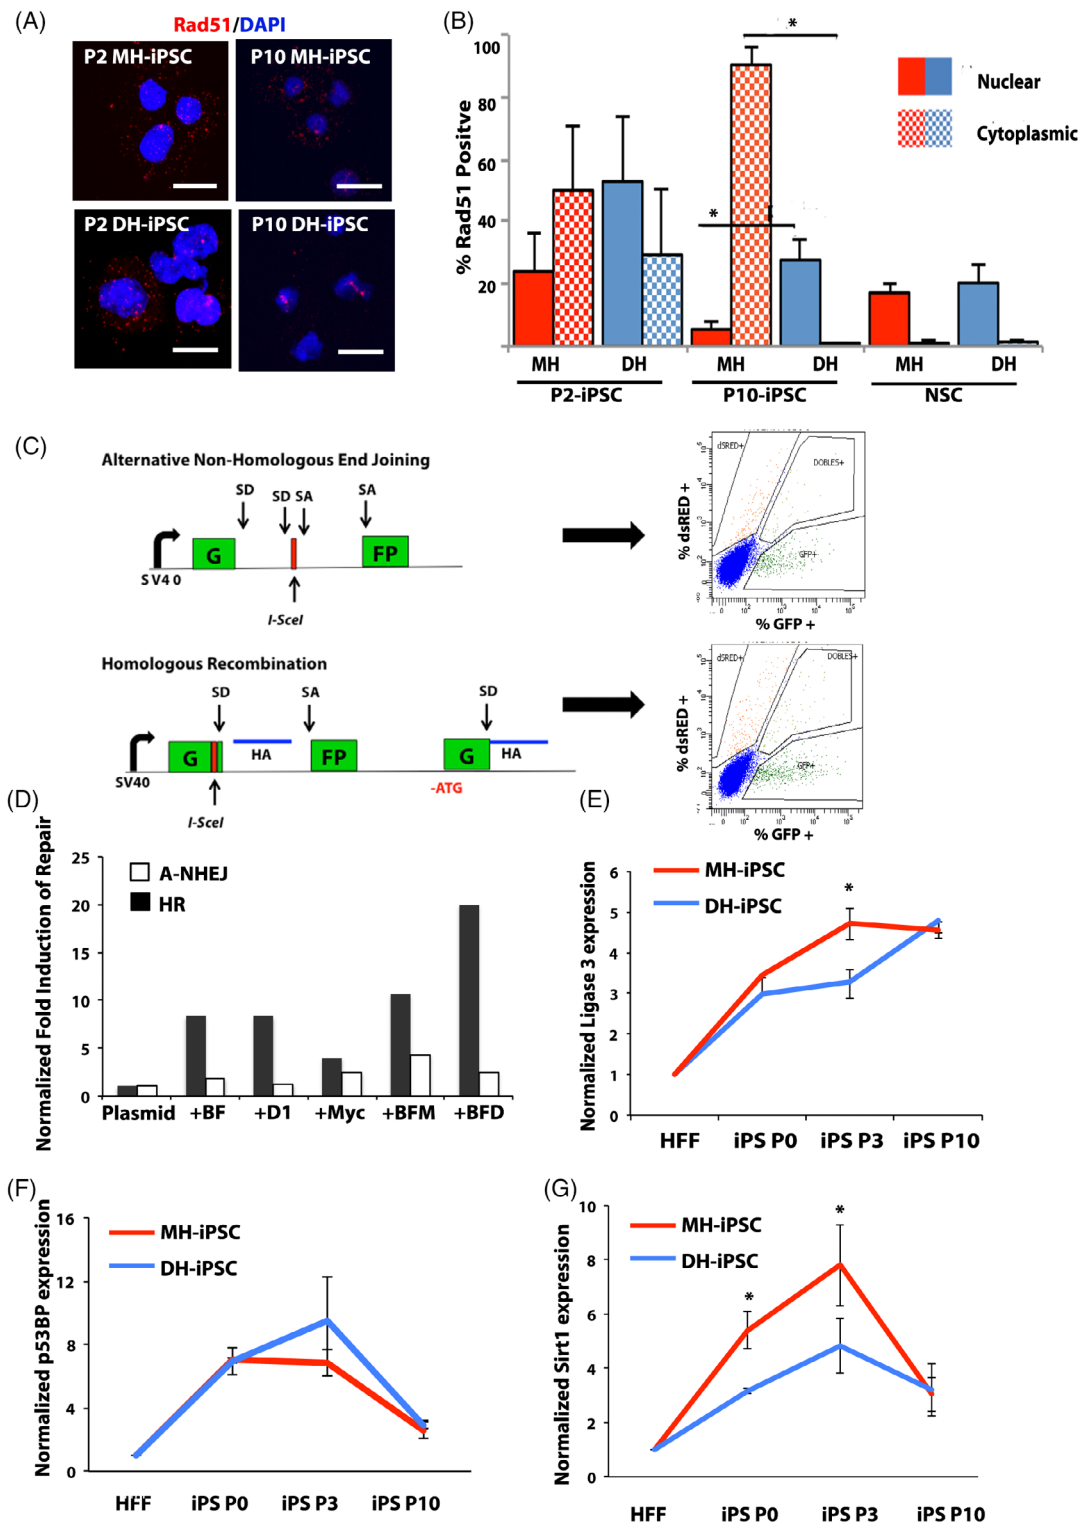 (A)
Rad51/DAPI
P2 MH-iPSC
P10 MH-iPSC
P2 DH-iPSC
P10 DH-iPSC
(B)
% Rad51 Positve
100
80
60
40
20
*
*
Nuclear
Cytoplasmic
MH DH MH DH MH DH
P2-iPSC P10-iPSC NSC
(C)
Alternative Non-Homologous End Joining
SD SD SA SA
G FP
SV40
I-SceI
% dsRED +
dSRED+
DOBLES+
GFP+
% GFP +
Homologous Recombination
SD SA SD
G HA FP G HA
SV40
-ATG
I-SceI
% dsRED +
dSRED+
DOBLES+
GFP+
% GFP +
(D)
Normalized Fold Induction of Repair
25
20
15
10
5
0
A-NHEJ
HR
Plasmid +BF +D1 +Myc +BFM +BFD
(E)
Normalized Ligase 3 expression
6
5
4
3
2
1
0
MH-iPSC
DH-iPSC
*
HFF iPS P0 iPS P3 iPS P10
(F)
Normalized p53BP expression
16
12
8
4
0
MH-iPSC
DH-iPSC
HFF iPS P0 iPS P3 iPS P10
(G)
Normalized Sirt1 expression
10
8
6
4
2
0
MH-iPSC
DH-iPSC
*
*
HFF iPS P0 iPS P3 iPS P10